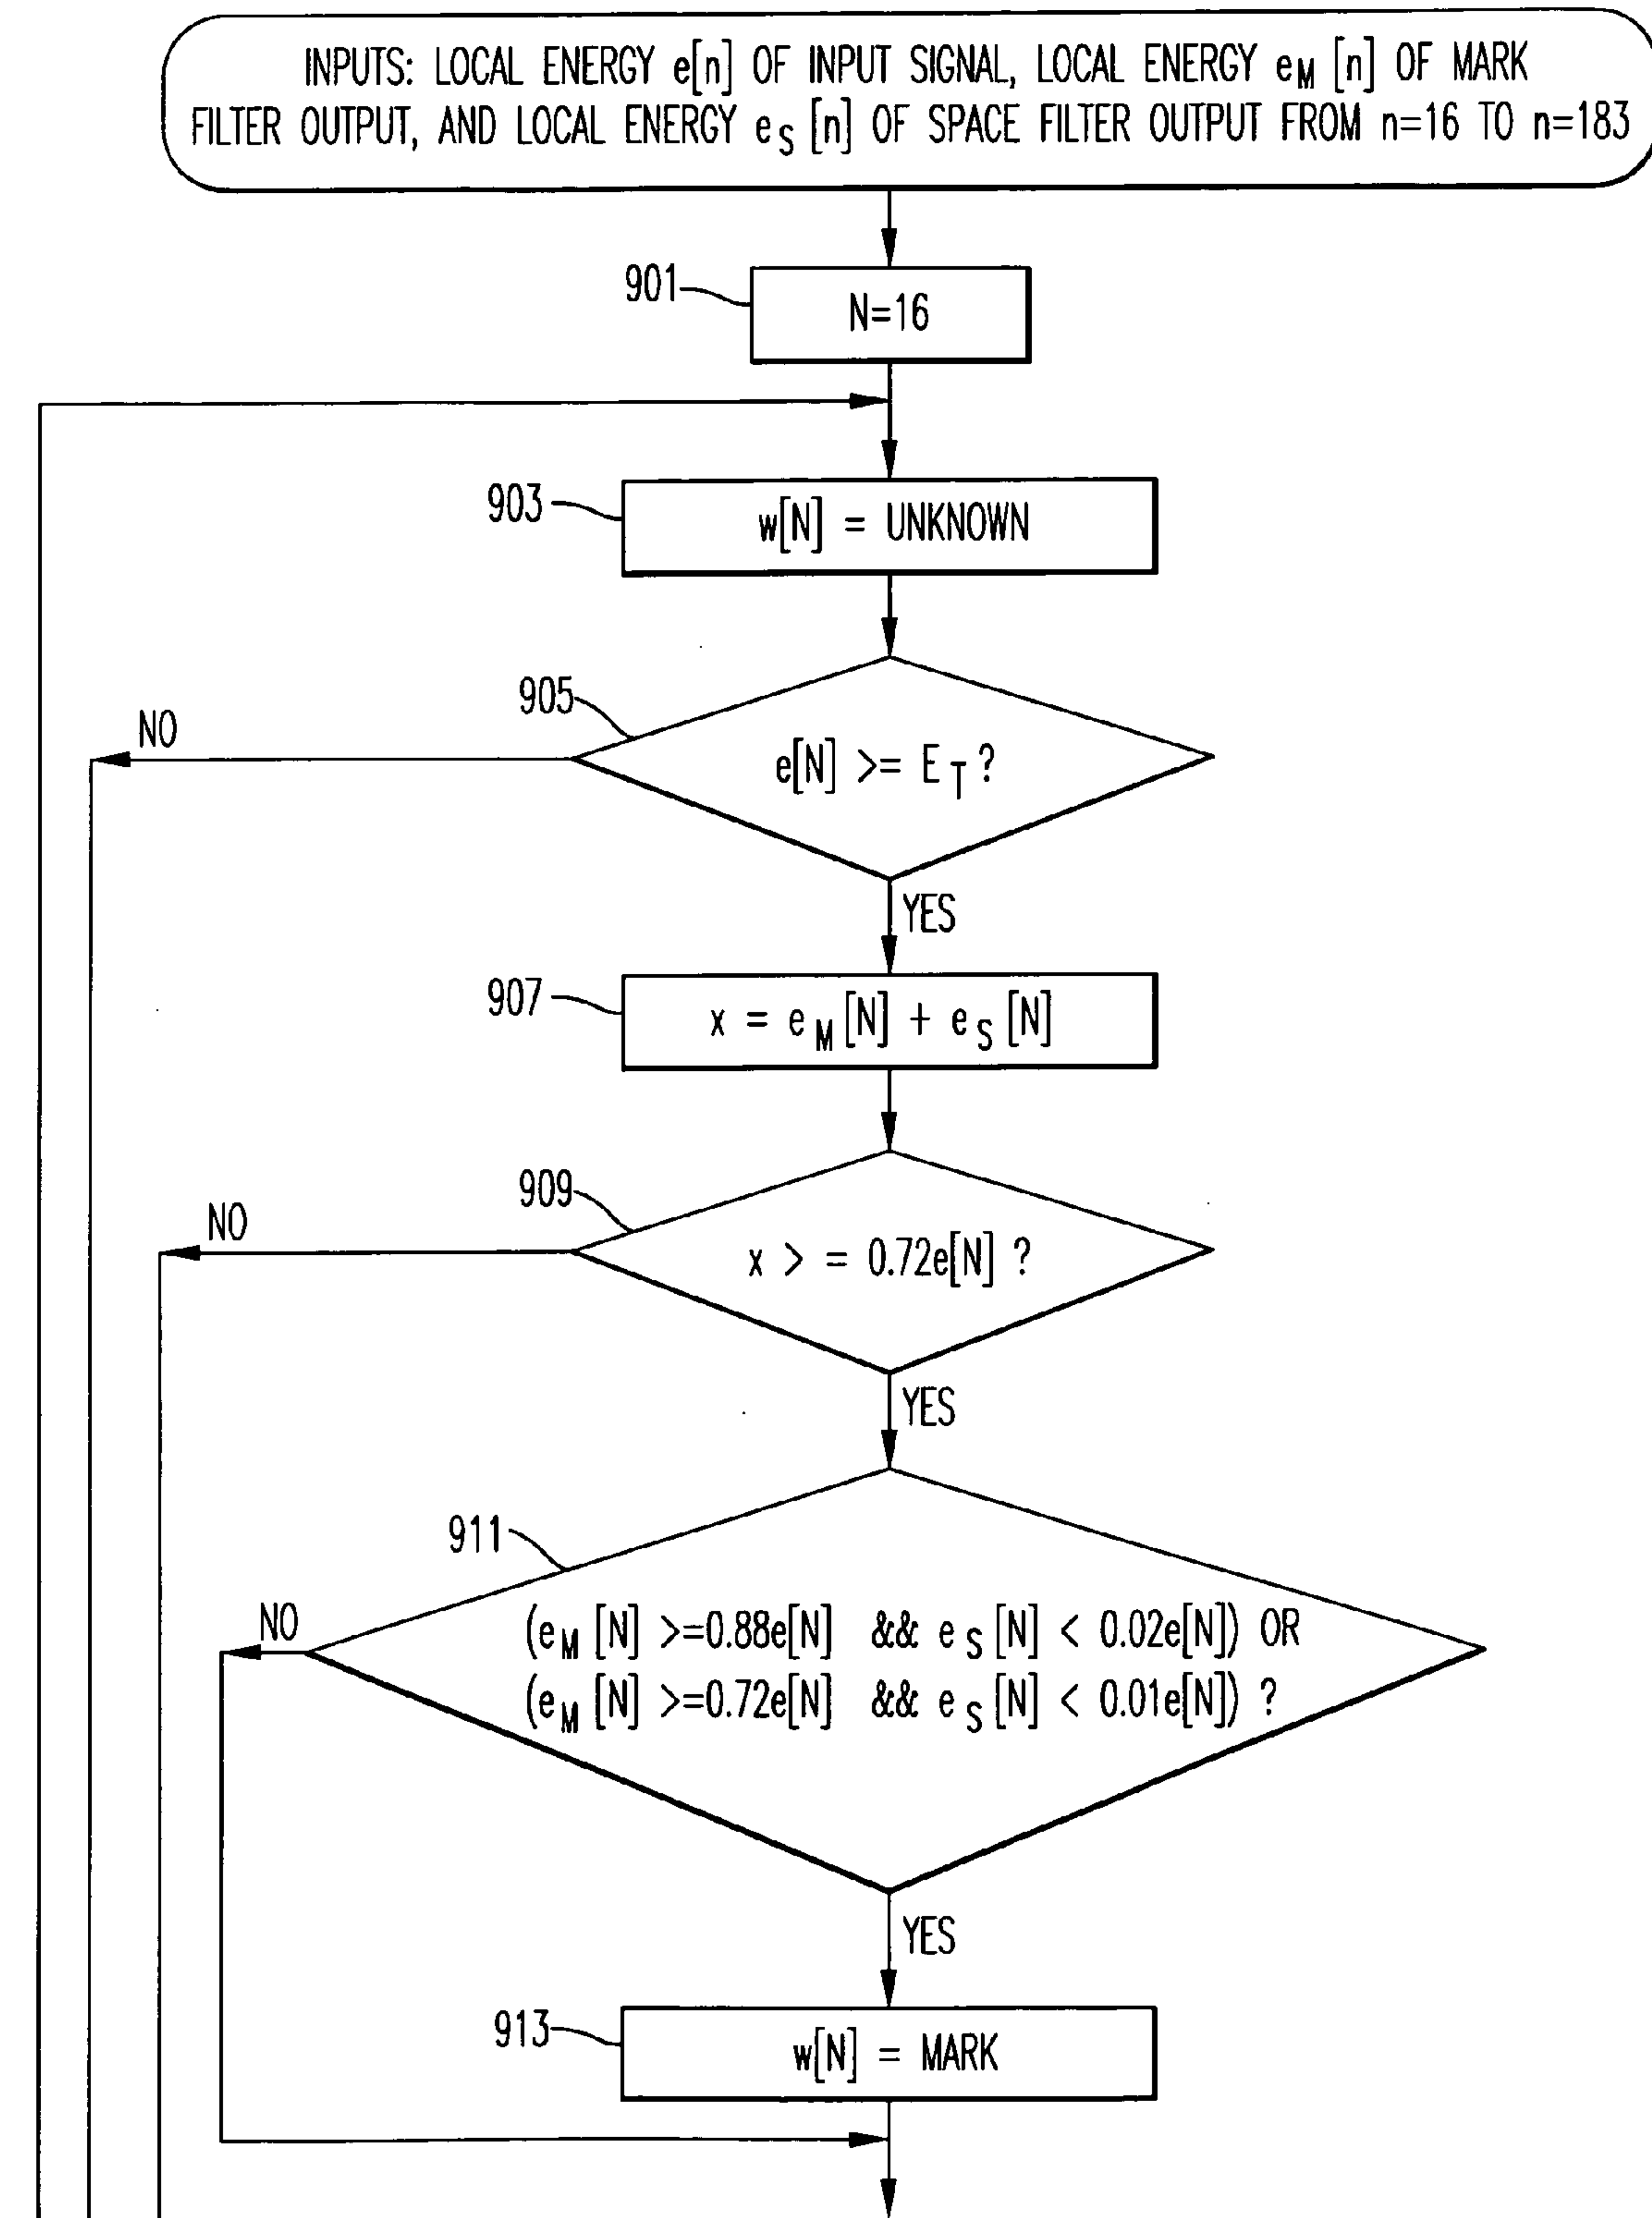 INPUTS: LOCAL ENERGY e[n] OF INPUT SIGNAL, LOCAL ENERGY eM [n] OF MARK
FILTER OUTPUT, AND LOCAL ENERGY eS [n] OF SPACE FILTER OUTPUT FROM n=16 TO n=183
901
N=16
903
w[N] = UNKNOWN
905
NO
e[N] >= ET ?
YES
907
x = eM [N] + eS [N]
909
NO
x > = 0.72e[N] ?
YES
911
NO
(eM [N] >=0.88e[N] && eS [N] < 0.02e[N]) OR
(eM [N] >=0.72e[N] && eS [N] < 0.01e[N]) ?
YES
913
w[N] = MARK